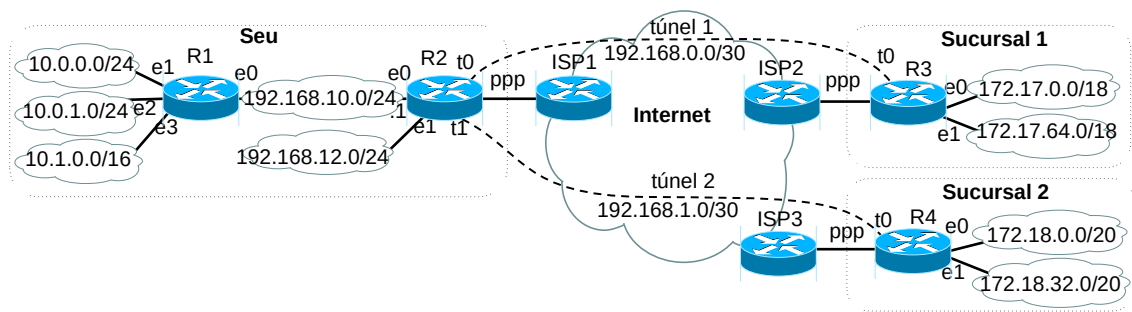 Seu
R1
10.0.0.0/24
e1
e0
10.0.1.0/24
e2
e3
10.1.0.0/16
192.168.10.0/24
192.168.12.0/24
R2
e0
t0
.1
e1
t1
ppp
ISP1
túnel 1
192.168.0.0/30
Internet
túnel 2
192.168.1.0/30
ISP2
ppp
ISP3
ppp
Sucursal 1
t0
R3
e0
172.17.0.0/18
e1
172.17.64.0/18
Sucursal 2
t0
R4
e0
172.18.0.0/20
e1
172.18.32.0/20